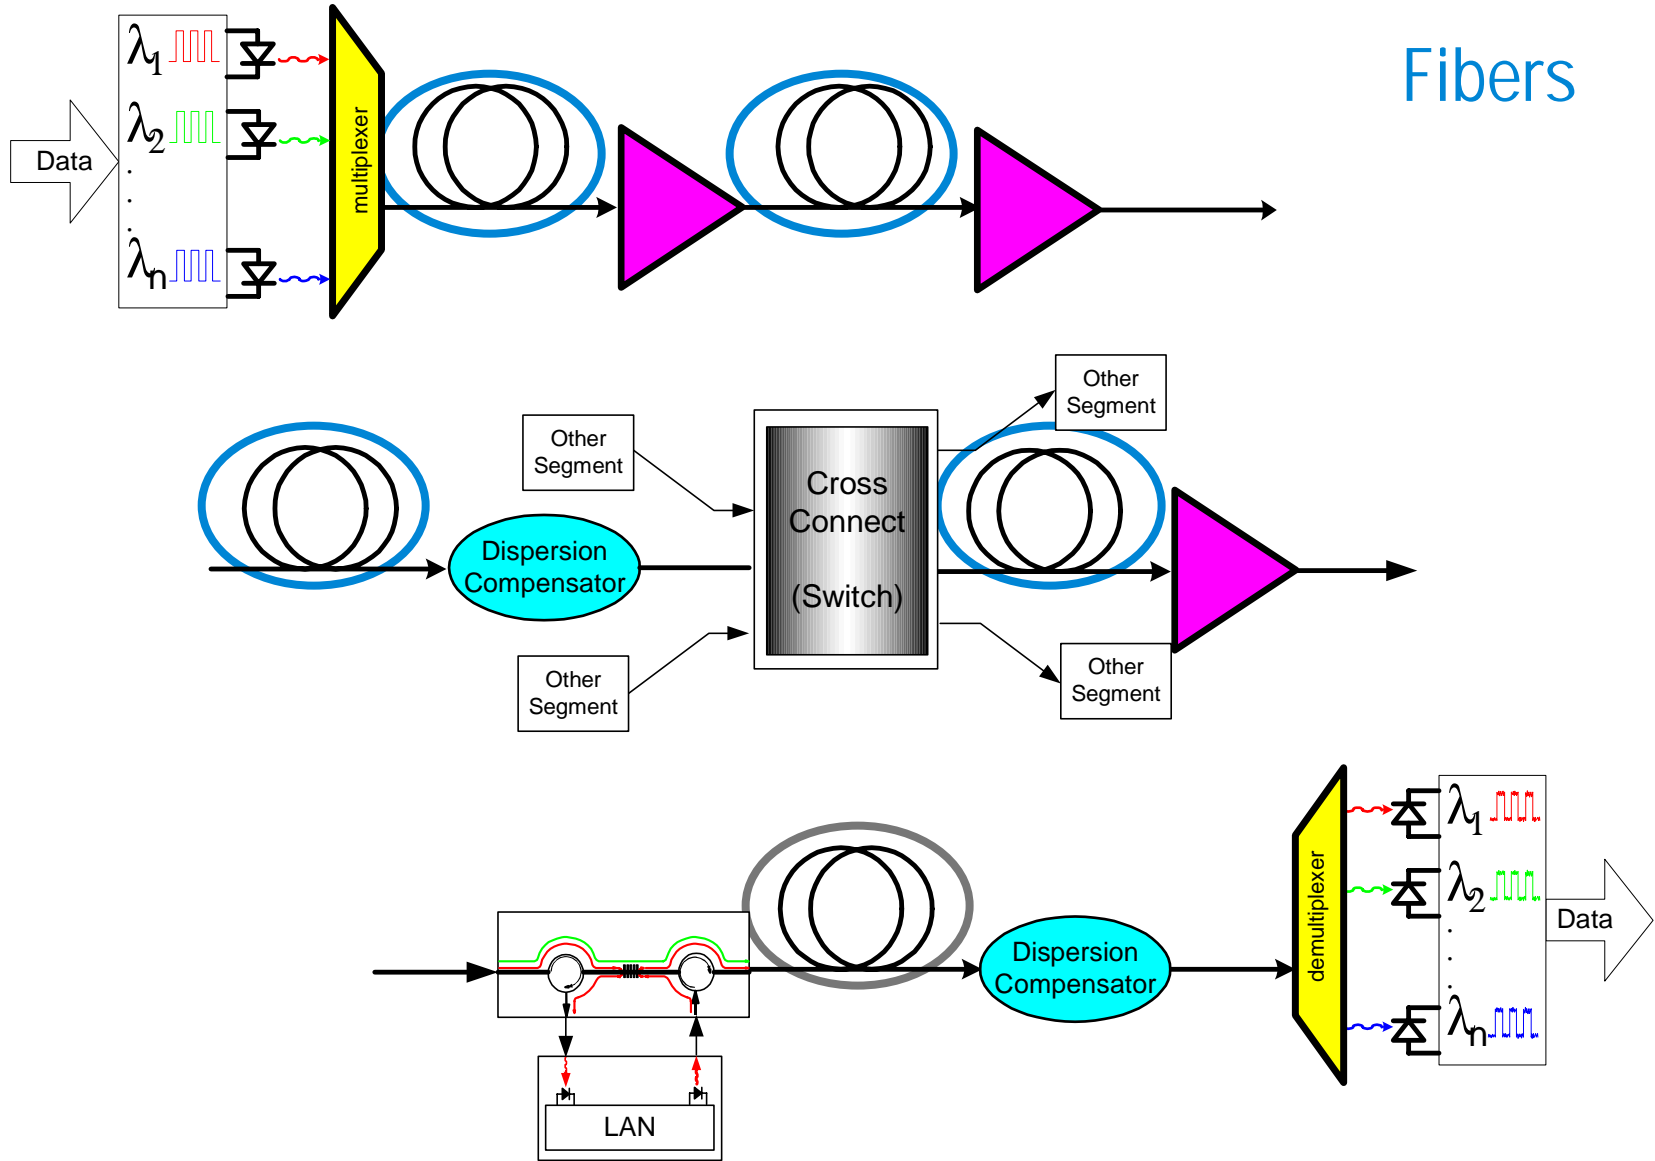 Fibers
λ1
λ2
.
.
.
λn
Data
multiplexer
Other
Segment
Other
Segment
Cross
Connect
(Switch)
Dispersion
Compensator
Other
Segment
Other
Segment
λ1
λ2
.
.
.
λn
demultiplexer
Data
Dispersion
Compensator
LAN